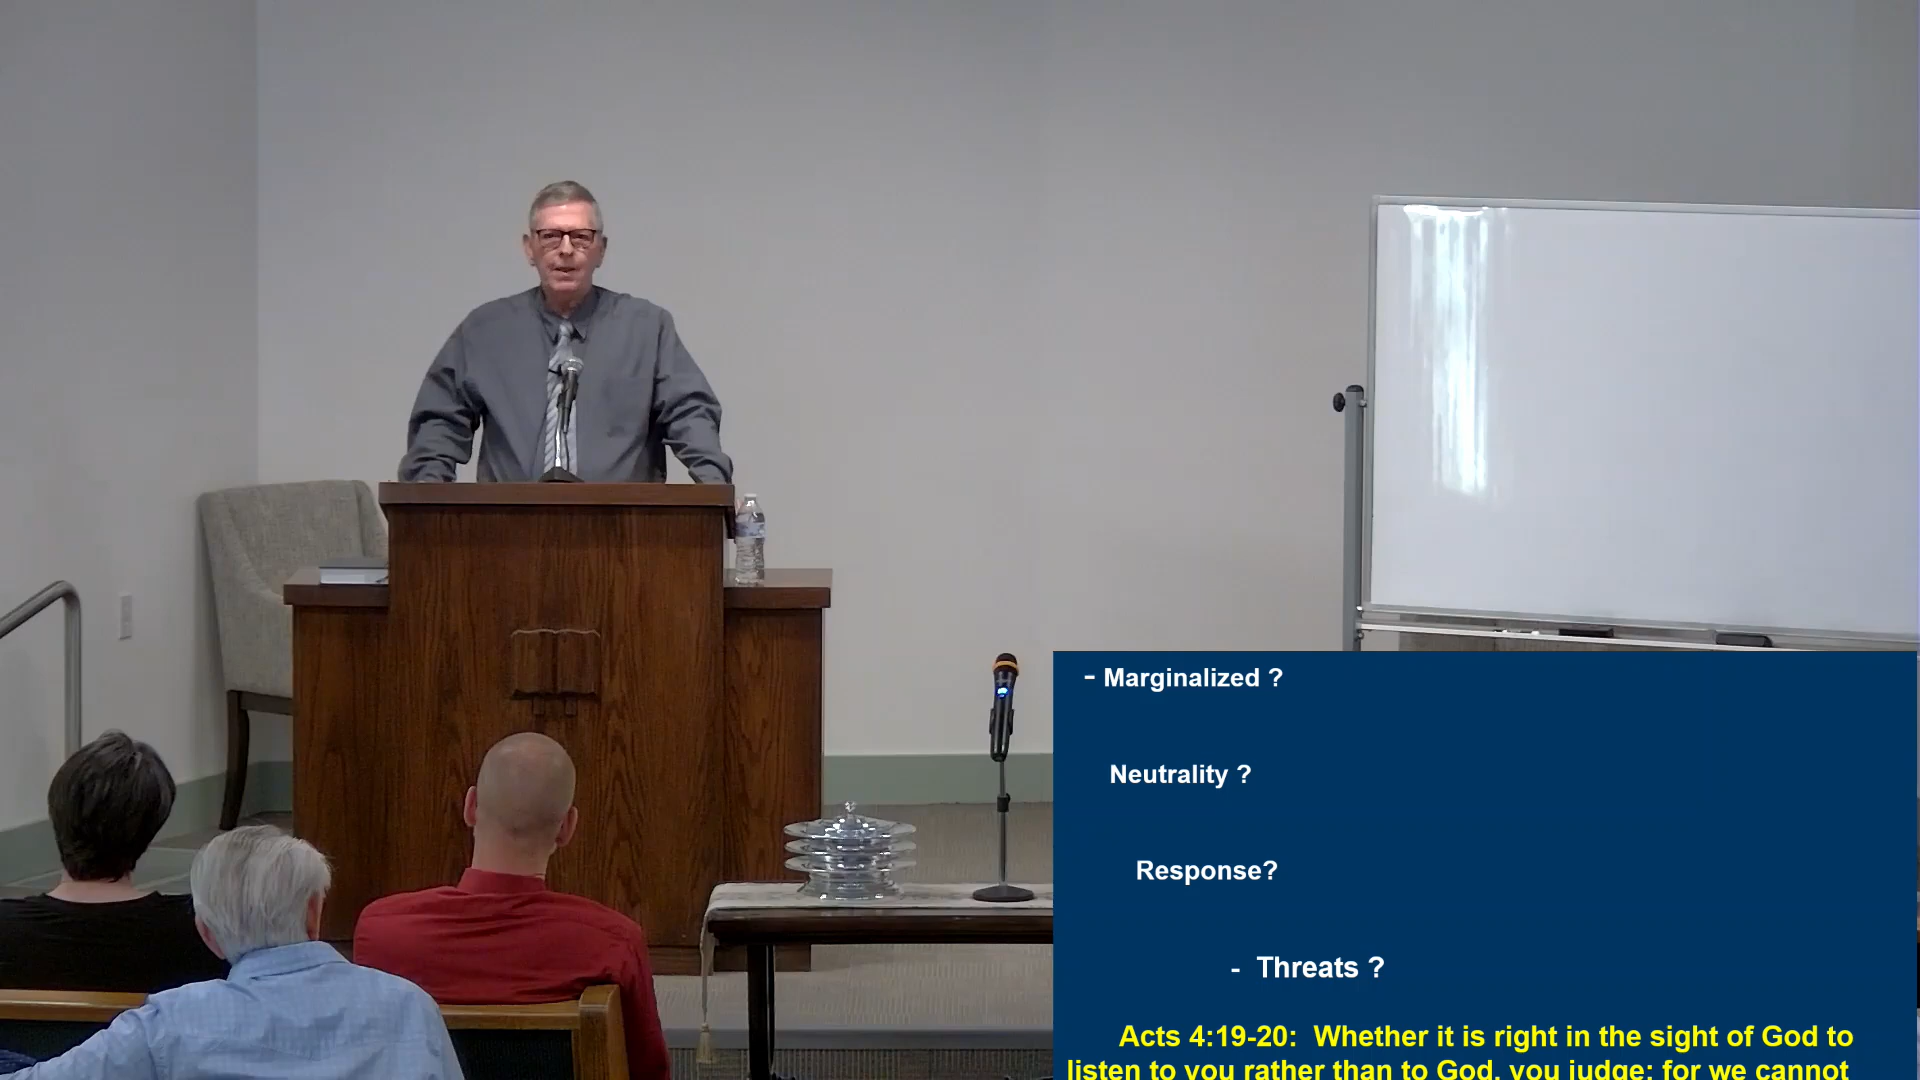 - Marginalized ?
Neutrality ?
Response?
- Threats ?
Acts 4:19-20: Whether it is right in the sight of God to
listen to you rather than to God, you judge; for we cannot